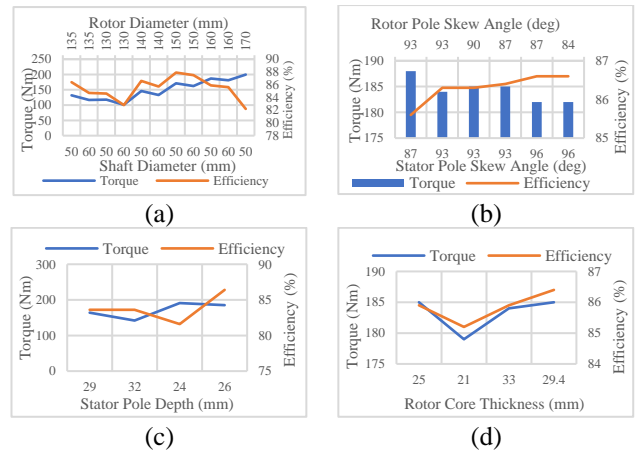 Rotor Diameter (mm)
135 135 130 130 140 140 150 150 160 160 170
Torque (Nm)
250
200
150
100
50
0
Efficiency (%)
90
88
86
84
82
80
78
50 60 50 60 50 60 50 60 50 60 50
Shaft Diameter (mm)
Torque Efficiency
(a)
Rotor Pole Skew Angle (deg)
93 93 90 87 87 84
Torque (Nm)
190
185
180
175
Efficiency (%)
87
86
85
87 93 93 93 96 96
Stator Pole Skew Angle (deg)
Torque Efficiency
(b)
Torque Efficiency
Torque (Nm)
300
200
100
0
Efficiency (%)
90
85
80
75
29 32 24 26
Stator Pole Depth (mm)
(c)
Torque Efficiency
Torque (Nm)
190
185
180
175
Efficiency (%)
87
86
85
84
25 21 33 29.4
Rotor Core Thickness (mm)
(d)